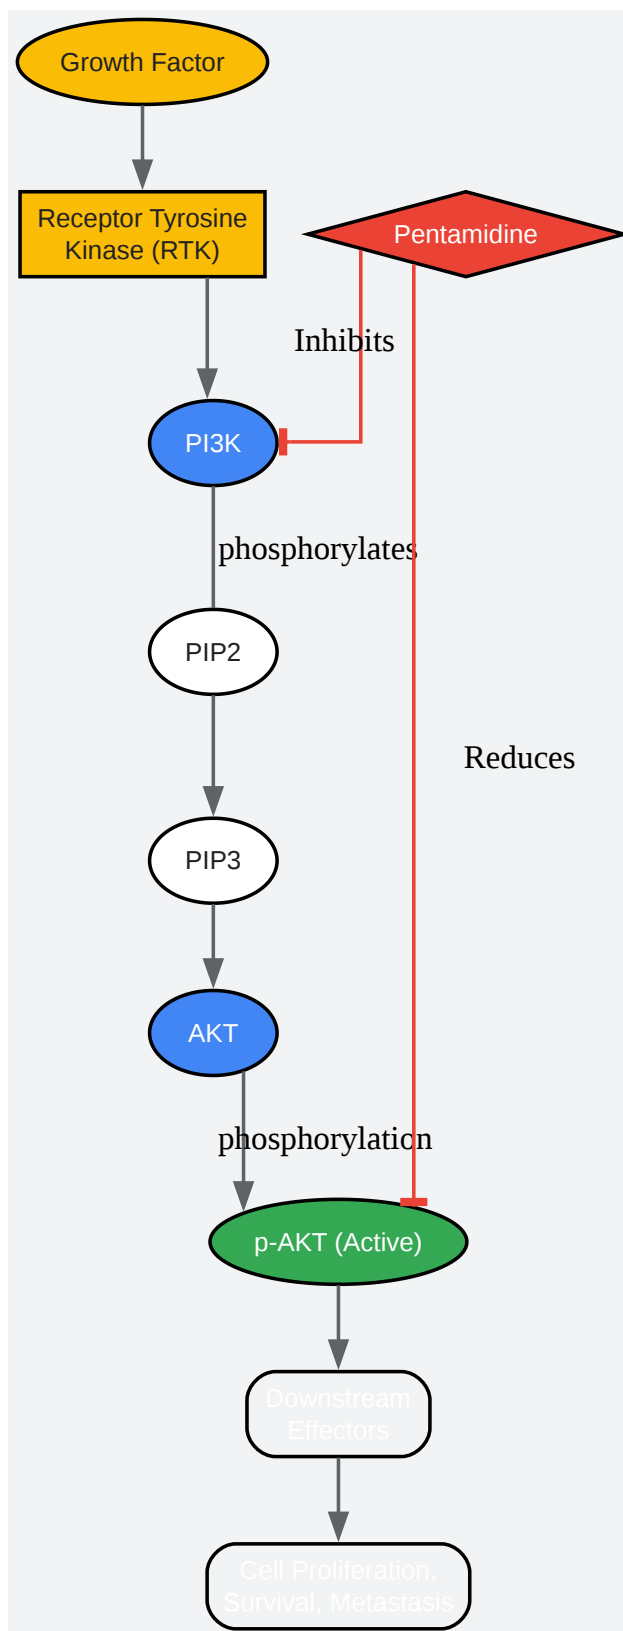 Growth Factor
Receptor Tyrosine
Kinase (RTK)
Pentamidine
Inhibits
PI3K
phosphorylates
PIP2
Reduces
PIP3
AKT
phosphorylation
p-AKT (Active)
Downstream
Effectors
Cell Proliferation,
Survival, Metastasis